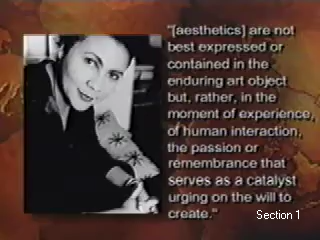 "[aesthetics] are not
best expressed or
contained in the
enduring art object
but, rather, in the
moment of experience,
of human interaction,
the passion or
remembrance that
serves as a catalyst
urging on the will to
create."
Section 1